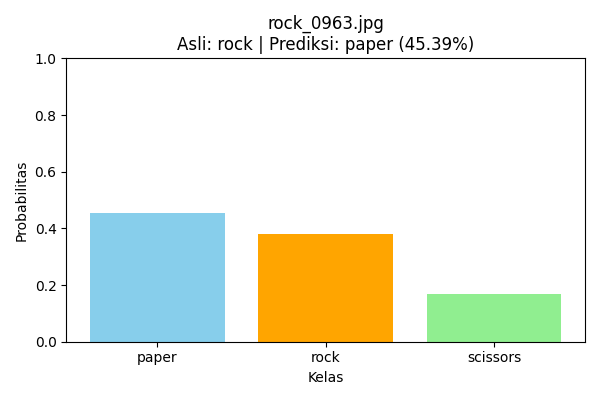 rock_0963.jpg
Asli: rock | Prediksi: paper (45.39%)
1.0
0.8
0.6
0.4
0.2
0.0
Probabilitas
paper rock scissors
Kelas